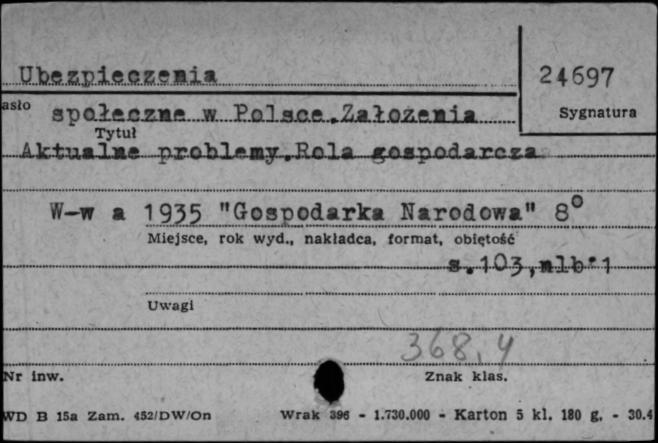 Ubezpieczenia
24697
asło
społeczne w Polsce.Założenia
Sygnatura
Tytuł
Aktualne problemy.Rola gospodarcza
W-w a 1935 "Gospodarka Narodowa" 8°
Miejsce, rok wyd., nakładca, format, obiętość
s.103,nlb.1
Uwagi
368,4
Nr inw.
Znak klas.
WD B 15a Zam. 452/DW/On Wrak 396 - 1.730.000 - Karton 5 kl. 180 g. - 30.4